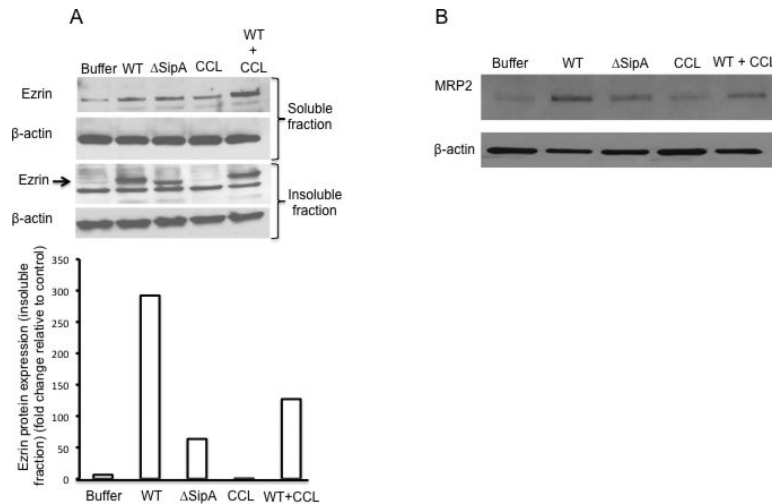 A
Buffer WT ΔSipA CCL WT + CCL
Ezrin
β-actin
Soluble fraction
Ezrin
β-actin
Insoluble fraction
Ezrin protein expression (insoluble
fraction) (fold change relative to control)
350
300
250
200
150
100
50
0
Buffer WT ΔSipA CCL WT+CCL
B
Buffer WT ΔSipA CCL WT + CCL
MRP2
β-actin